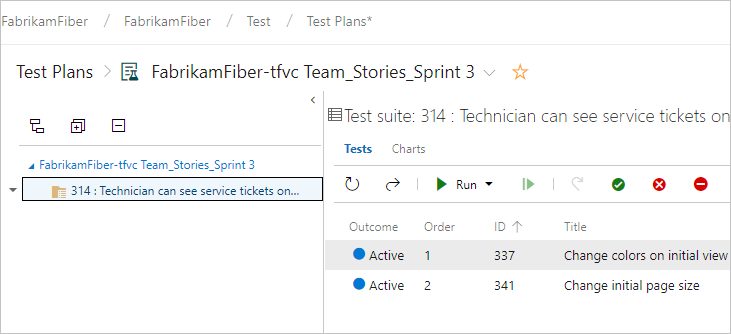 FabrikamFiber / FabrikamFiber / Test / Test Plans*
Test Plans > FabrikamFiber-tfvc Team_Stories_Sprint 3
Test suite: 314 : Technician can see service tickets on
Tests Charts
FabrikamFiber-tfvc Team_Stories_Sprint 3
314 : Technician can see service tickets on...
Run
Outcome Order ID Title
Active 1 337 Change colors on initial view
Active 2 341 Change initial page size